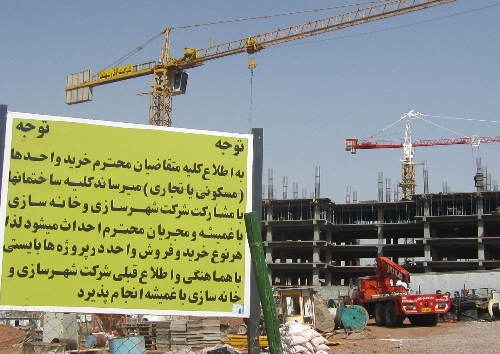 توجه توجه
به اطلاع کلیه متقاضیان محترم خرید واحدها
(مسکونی یا تجاری) میرساند کلیه ساختمانها
با مشارکت شرکت شهرسازی و خانه سازی
باغمیشه و مجریان محترم احداث میشود لذا
هرنوع خرید و فروش واحد در پروژه ها بایستی
با هماهنگی و اطلاع قبلی شرکت شهرسازی و
خانه سازی باغمیشه انجام پذیرد